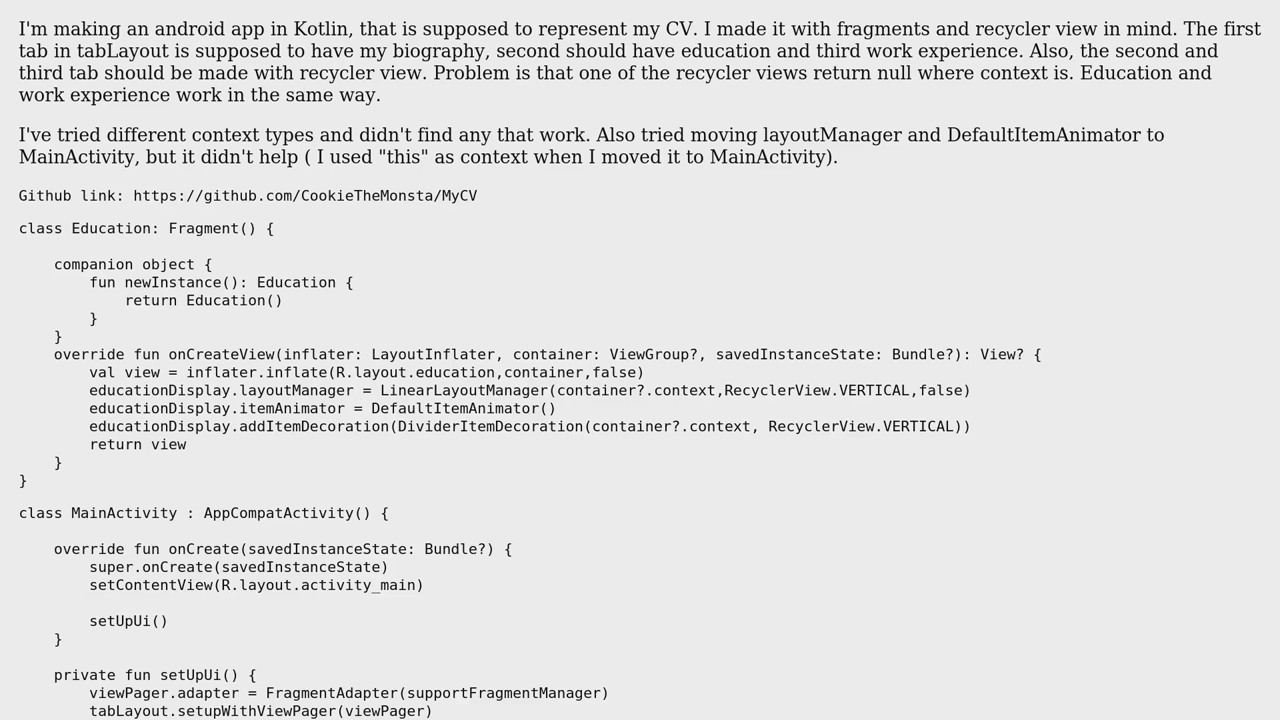 I'm making an android app in Kotlin, that is supposed to represent my CV. I made it with fragments and recycler view in mind. The first
tab in tabLayout is supposed to have my biography, second should have education and third work experience. Also, the second and
third tab should be made with recycler view. Problem is that one of the recycler views return null where context is. Education and
work experience work in the same way.
I've tried different context types and didn't find any that work. Also tried moving layoutManager and DefaultItemAnimator to
MainActivity, but it didn't help ( I used "this" as context when I moved it to MainActivity).
Github link: https://github.com/CookieTheMonsta/MyCV
class Education: Fragment() {
    companion object {
        fun newInstance(): Education {
            return Education()
        }
    }
    override fun onCreateView(inflater: LayoutInflater, container: ViewGroup?, savedInstanceState: Bundle?): View? {
        val view = inflater.inflate(R.layout.education,container,false)
        educationDisplay.layoutManager = LinearLayoutManager(container?.context,RecyclerView.VERTICAL,false)
        educationDisplay.itemAnimator = DefaultItemAnimator()
        educationDisplay.addItemDecoration(DividerItemDecoration(container?.context, RecyclerView.VERTICAL))
        return view
    }
}
class MainActivity : AppCompatActivity() {
    override fun onCreate(savedInstanceState: Bundle?) {
        super.onCreate(savedInstanceState)
        setContentView(R.layout.activity_main)
        setUpUi()
    }
    private fun setUpUi() {
        viewPager.adapter = FragmentAdapter(supportFragmentManager)
        tabLayout.setupWithViewPager(viewPager)